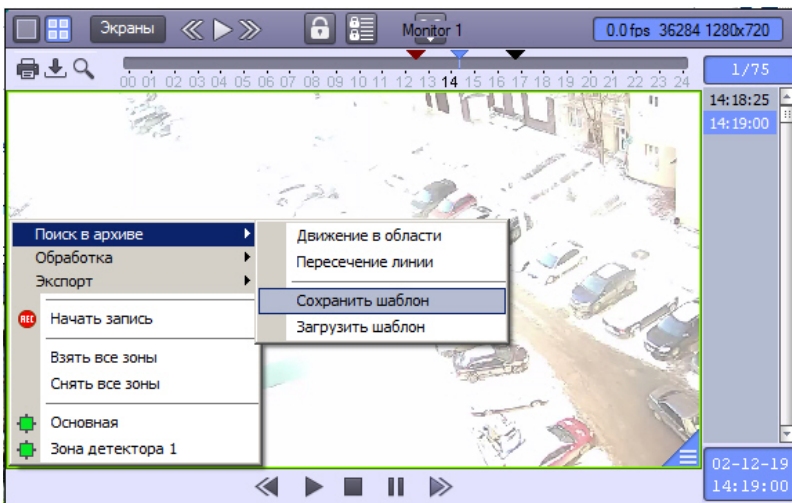 Экраны
Monitor 1
0.0 fps 36284 1280x720
00 01 02 03 04 05 06 07 08 09 10 11 12 13 14 15 16 17 18 19 20 21 22 23 24
1/75
14:18:25
14:19:00
Поиск в архиве
Обработка
Экспорт
REC Начать запись
Взять все зоны
Снять все зоны
Основная
Зона детектора 1
Движение в области
Пересечение линии
Сохранить шаблон
Загрузить шаблон
02-12-19
14:19:00